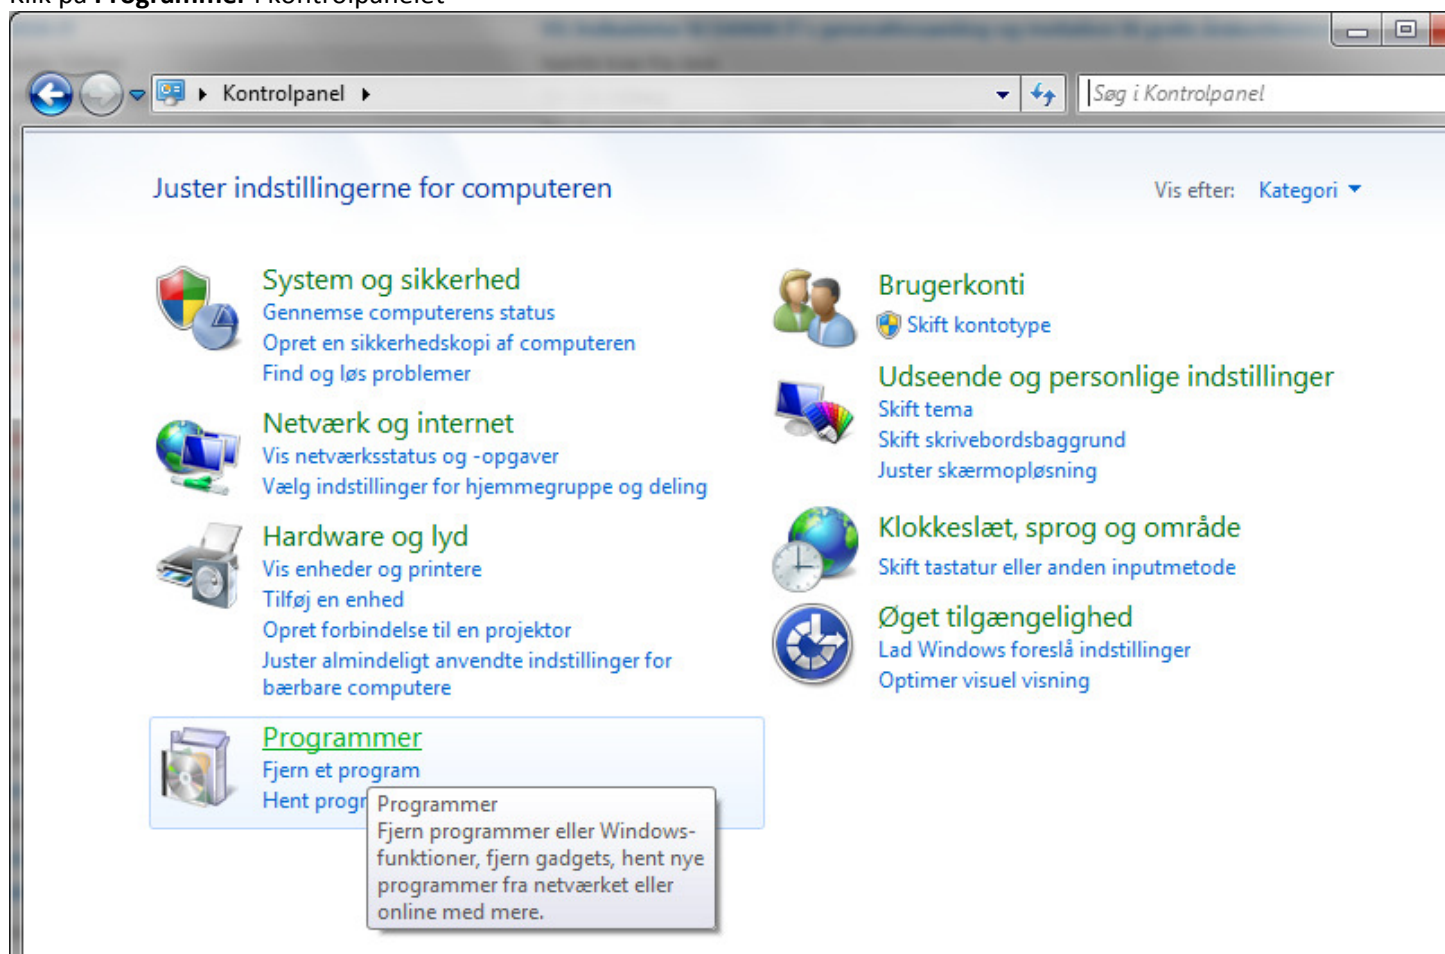 Klik på Programmer i kontrolpanelet
Kontrolpanel
Søg i Kontrolpanel
Juster indstillingerne for computeren
Vis efter: Kategori
System og sikkerhed
Gennemse computerens status
Opret en sikkerhedskopi af computeren
Find og løs problemer
Netværk og internet
Vis netværksstatus og -opgaver
Vælg indstillinger for hjemmegruppe og deling
Hardware og lyd
Vis enheder og printere
Tilføj en enhed
Opret forbindelse til en projektor
Juster almindeligt anvendte indstillinger for
bærbare computere
Programmer
Fjern et program
Hent
Programmer
Fjern programmer eller Windows-
funktioner, fjern gadgets, hent nye
programmer fra netværket eller
online med mere.
Brugerkonti
Skift kontotype
Udseende og personlige indstillinger
Skift tema
Skift skrivebordsbaggrund
Juster skærmopløsning
Klokkeslæt, sprog og område
Skift tastatur eller anden inputmetode
Øget tilgængelighed
Lad Windows foreslå indstillinger
Optimer visuel visning